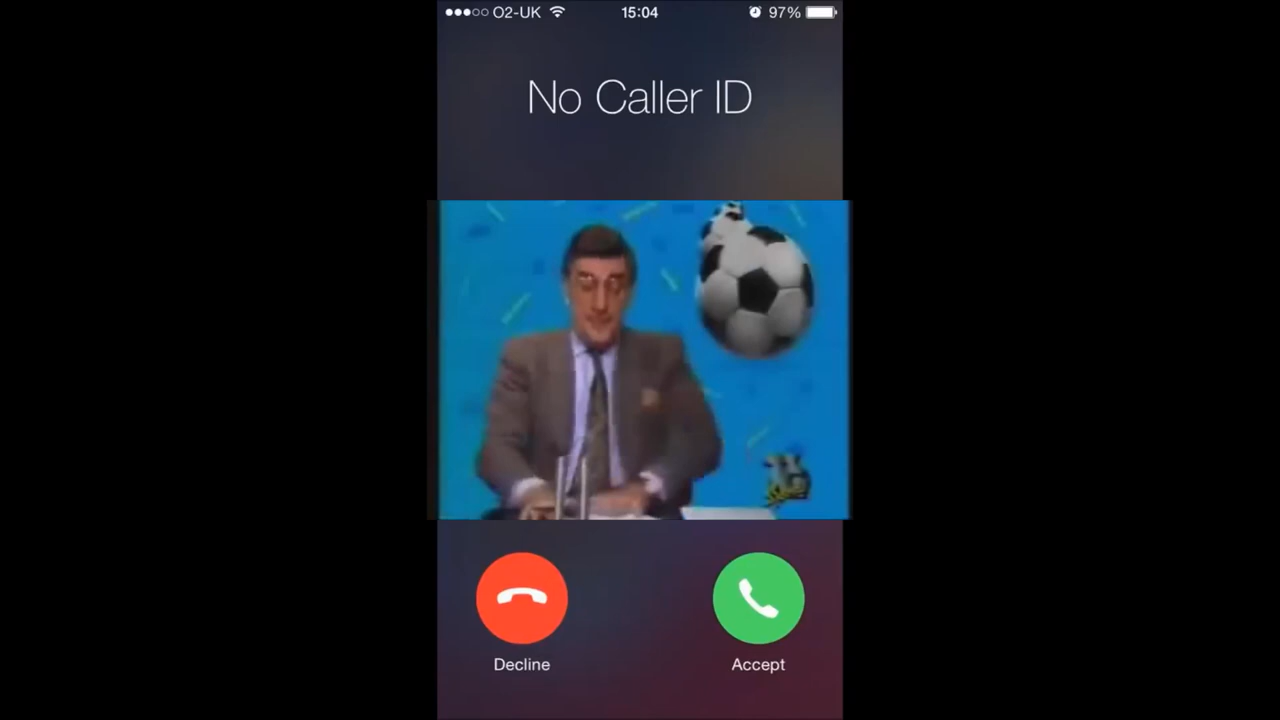 O2-UK 15:04 97%
No Caller ID
Decline Accept